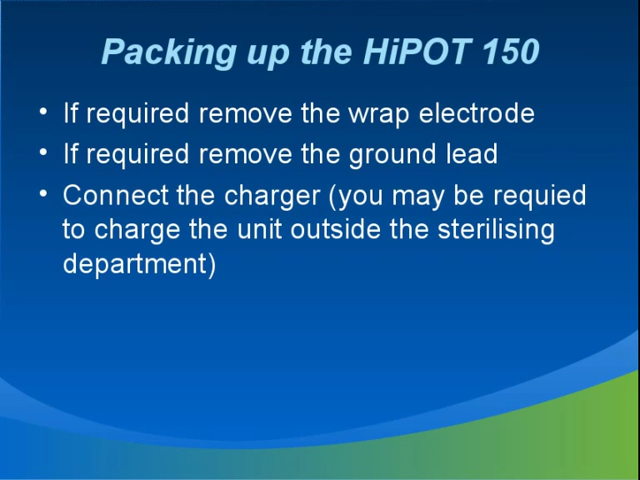 Packing up the HiPOT 150
• If required remove the wrap electrode
• If required remove the ground lead
• Connect the charger (you may be requied
to charge the unit outside the sterilising
department)